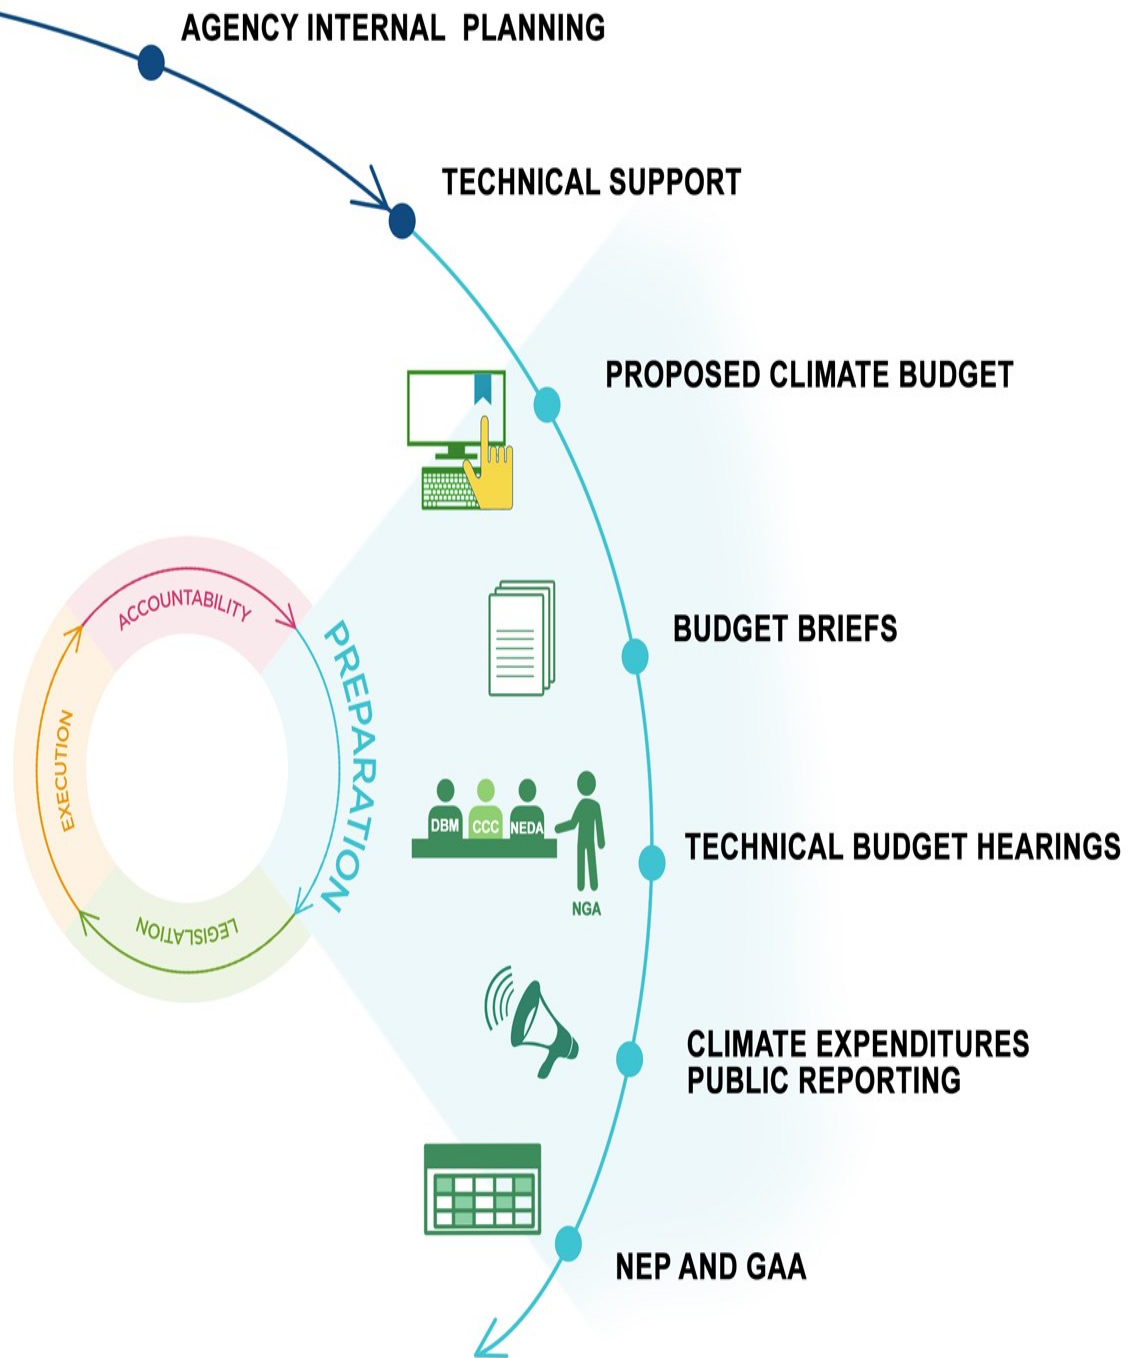 AGENCY INTERNAL PLANNING
TECHNICAL SUPPORT
PROPOSED CLIMATE BUDGET
BUDGET BRIEFS
ACCOUNTABILITY
PREPARATION
EXECUTION
LEGISLATION
DBM
CCC
NEDA
NGA
TECHNICAL BUDGET HEARINGS
CLIMATE EXPENDITURES
PUBLIC REPORTING
NEP AND GAA